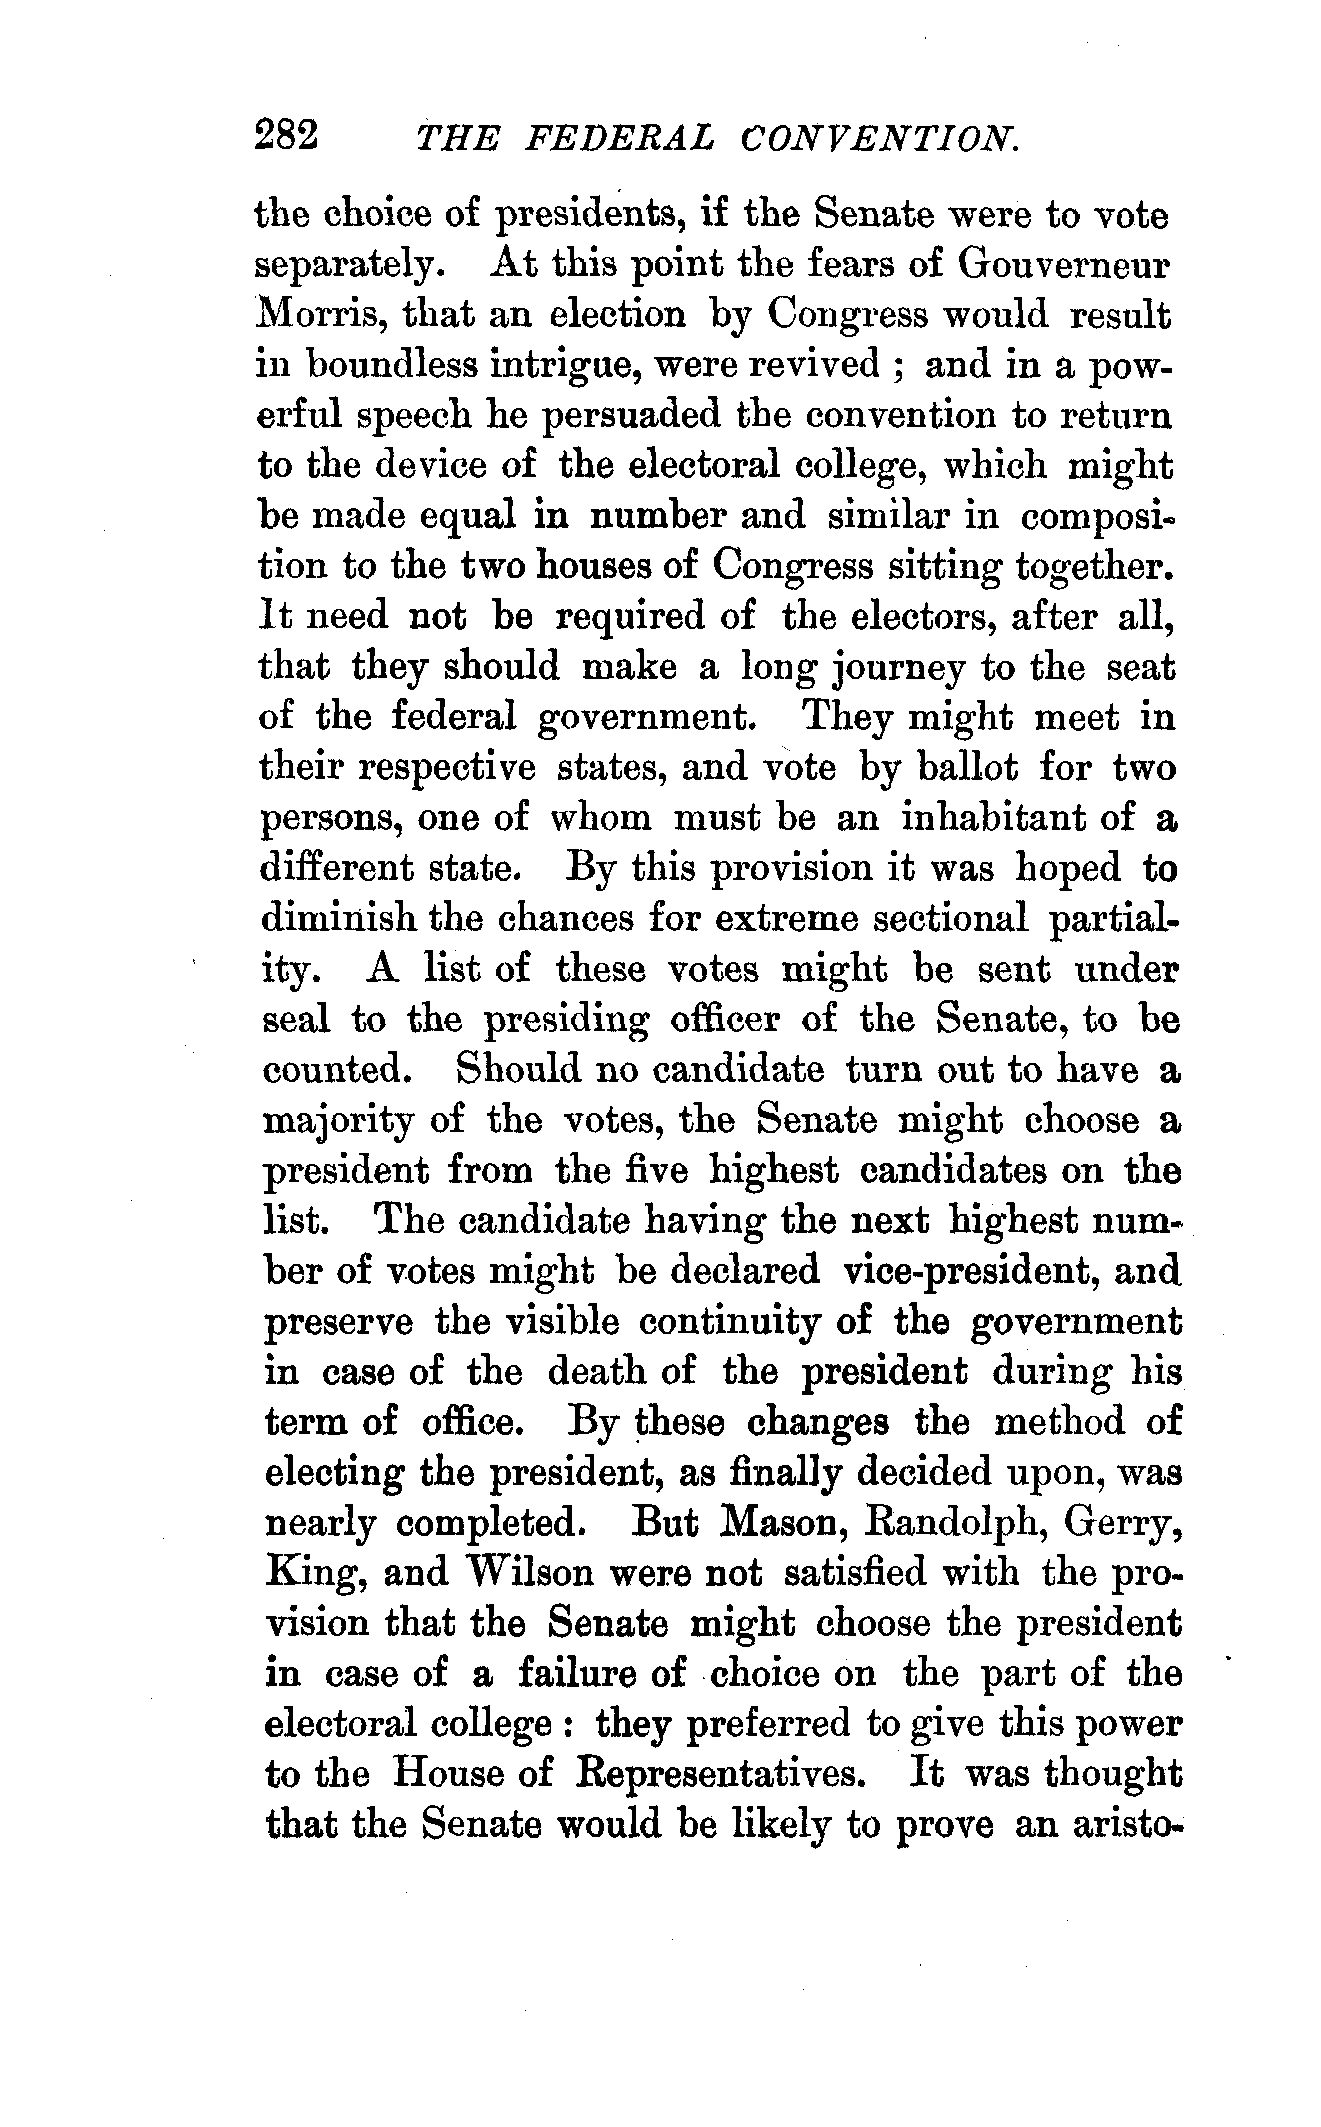 282 THE FEDERAL CONVENTION.
the choice of presidents, if the Senate were to vote
separately. At this point the fears of Gouverneur
Morris, that an election by Congress would result
in boundless intrigue, were revived ; and in a pow-
erful speech he persuaded the convention to return
to the device of the electoral college, which might
be made equal in number and similar in composi-
tion to the two houses of Congress sitting together.
It need not be required of the electors, after all,
that they should make a long journey to the seat
of the federal government. They might meet in
their respective states, and vote by ballot for two
persons, one of whom must be an inhabitant of a
different state. By this provision it was hoped to
diminish the chances for extreme sectional partial-
ity. A list of these votes might be sent under
seal to the presiding officer of the Senate, to be
counted. Should no candidate turn out to have a
majority of the votes, the Senate might choose a
president from the five highest candidates on the
list. The candidate having the next highest num-
ber of votes might be declared vice-president, and
preserve the visible continuity of the government
in case of the death of the president during his
term of office. By these changes the method of
electing the president, as finally decided upon, was
nearly completed. But Mason, Randolph, Gerry,
King, and Wilson were not satisfied with the pro-
vision that the Senate might choose the president
in case of a failure of choice on the part of the
electoral college : they preferred to give this power
to the House of Representatives. It was thought
that the Senate would be likely to prove an aristo-